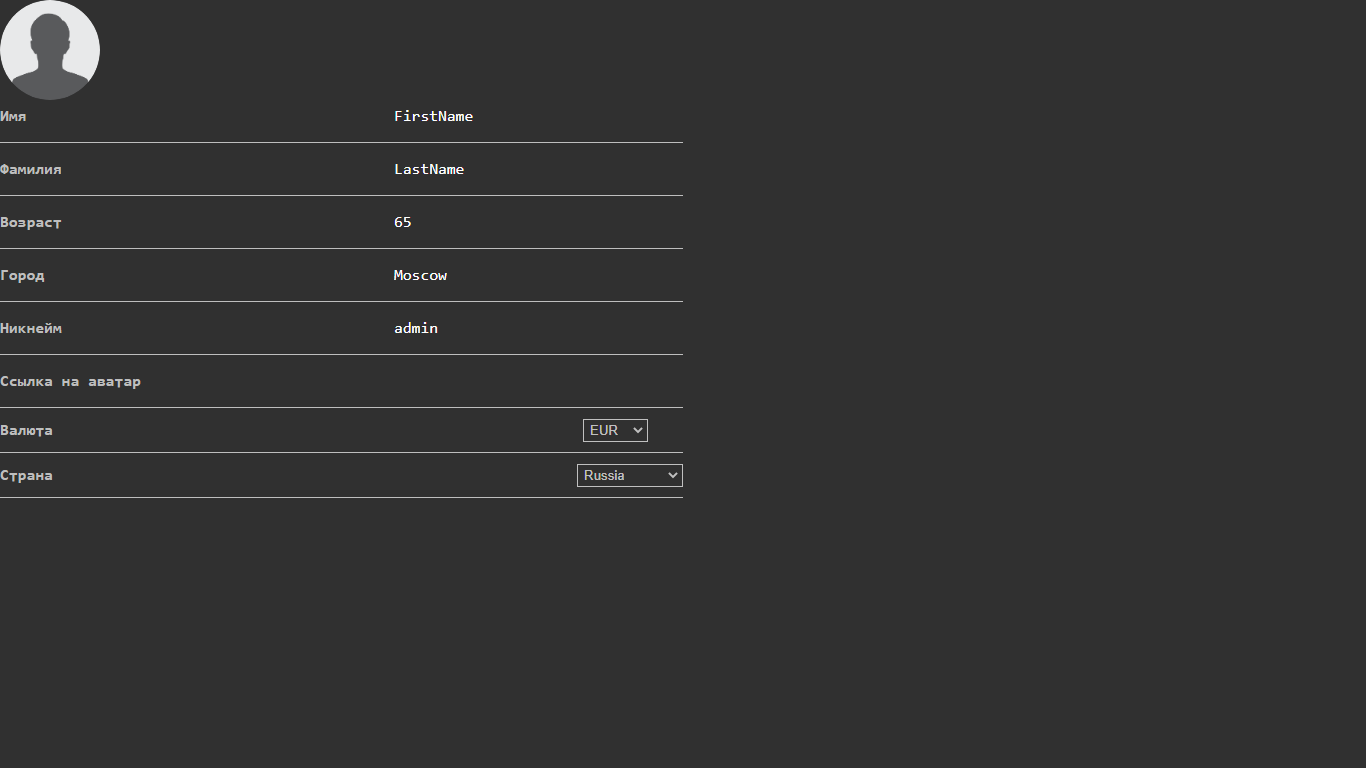 Имя FirstName
Фамилия LastName
Возраст 65
Город Moscow
Никнейм admin
Ссылка на аватар
Валюта EUR
Страна Russia